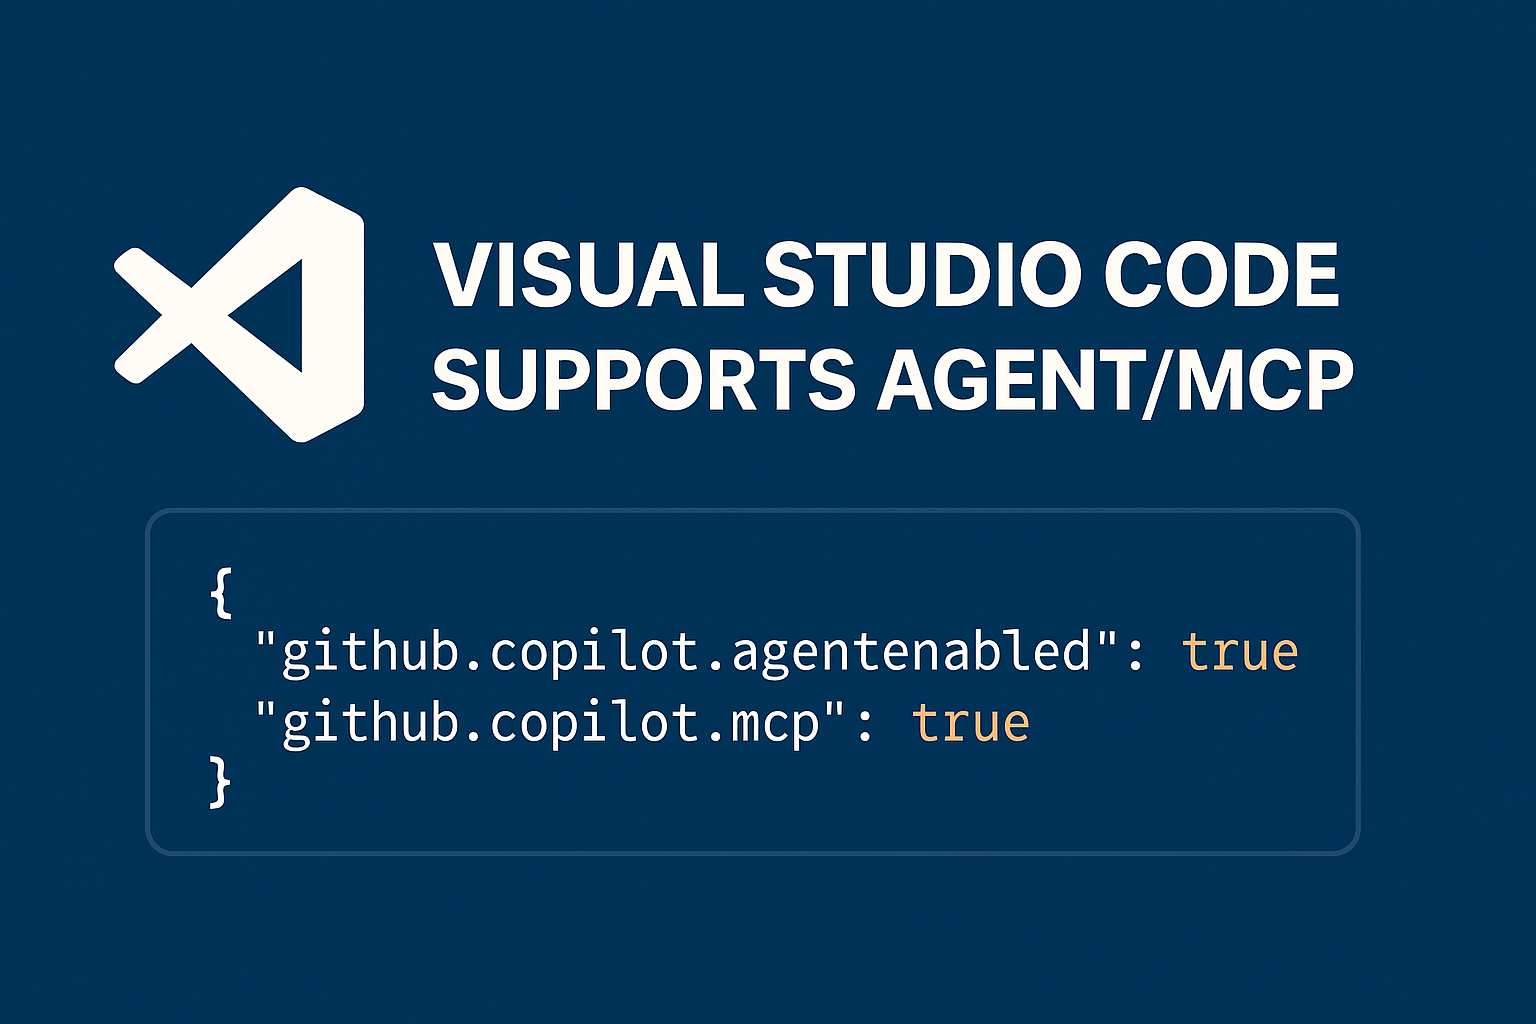 VISUAL STUDIO CODE
SUPPORTS AGENT/MCP
{
"github.copilot.agentenabled": true
"github.copilot.mcp": true
}